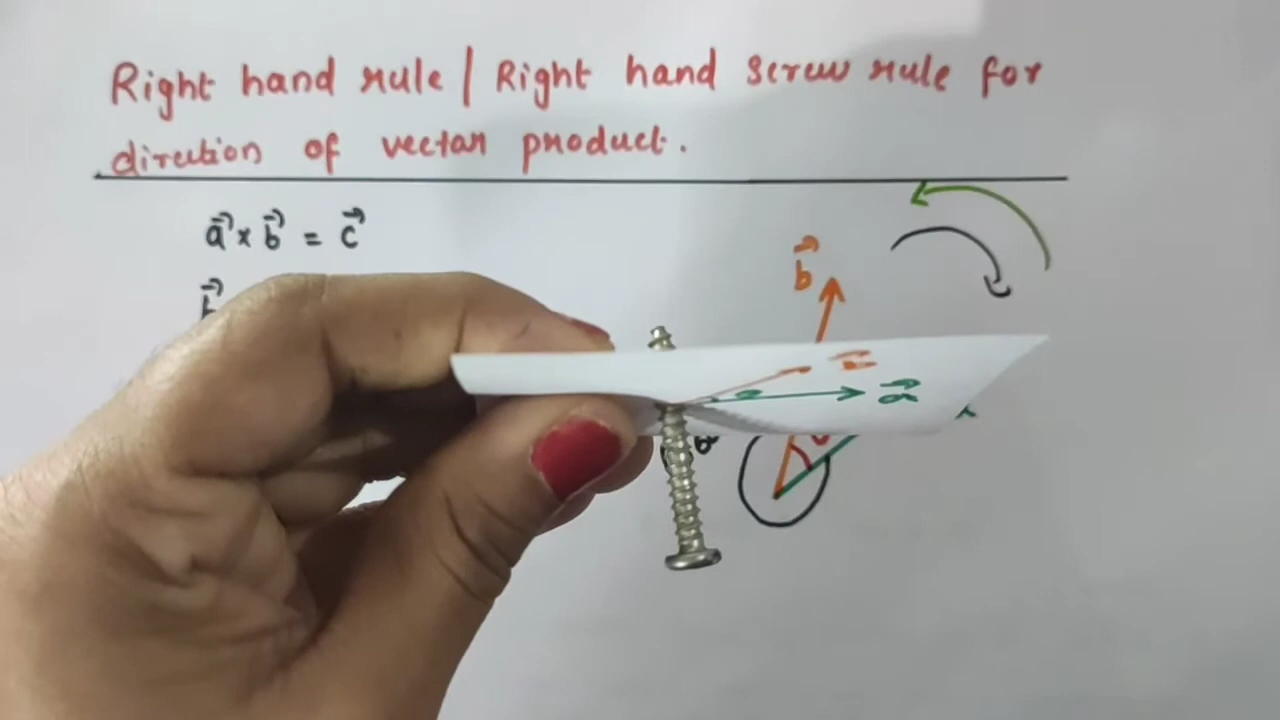 Right hand rule / Right hand screw rule for
direction of vector product.
a⃗ × b⃗ = c⃗
b⃗
a⃗